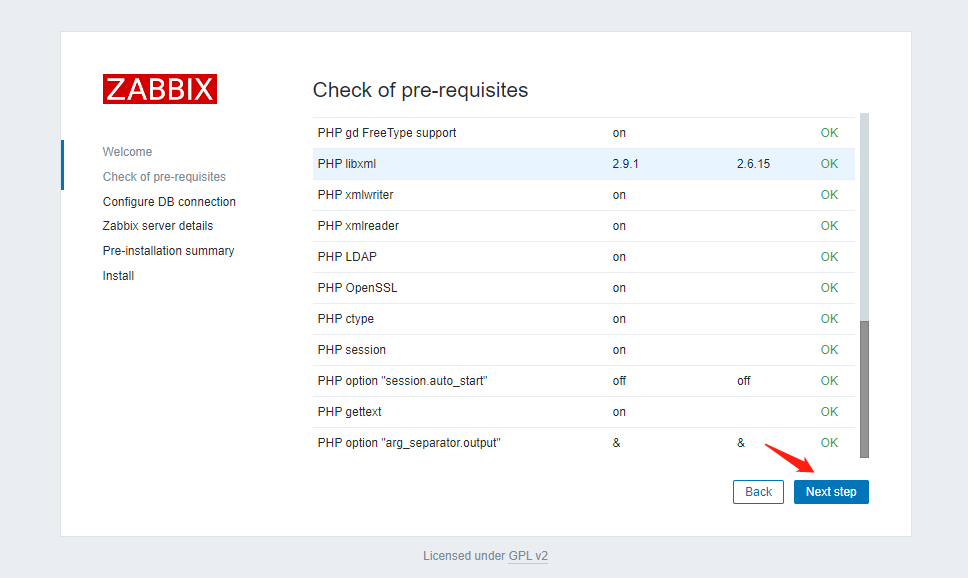 ZABBIX
Welcome
Check of pre-requisites
Configure DB connection
Zabbix server details
Pre-installation summary
Install
Check of pre-requisites
PHP gd FreeType support on OK
PHP libxml 2.9.1 2.6.15 OK
PHP xmlwriter on OK
PHP xmlreader on OK
PHP LDAP on OK
PHP OpenSSL on OK
PHP ctype on OK
PHP session on OK
PHP option "session.auto_start" off off OK
PHP gettext on OK
PHP option "arg_separator.output" & & OK
Back Next step
Licensed under GPL v2